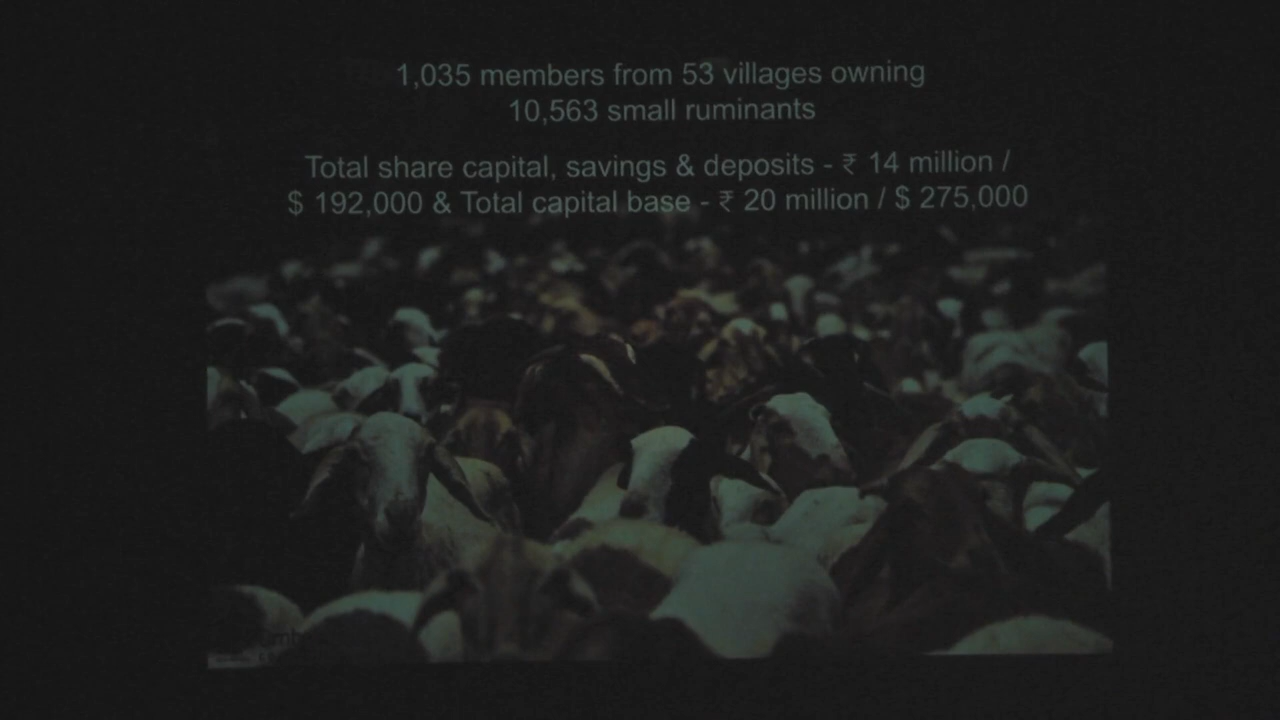 1,035 members from 53 villages owning
10,563 small ruminants
Total share capital, savings & deposits - ₹ 14 million /
$ 192,000 & Total capital base - ₹ 20 million / $ 275,000